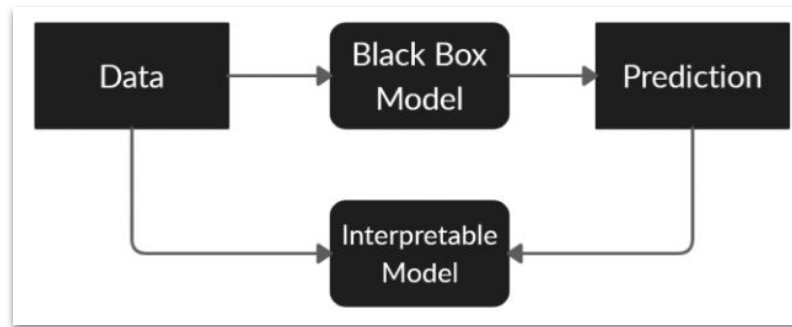 Data
Black Box
Model
Prediction
Interpretable
Model